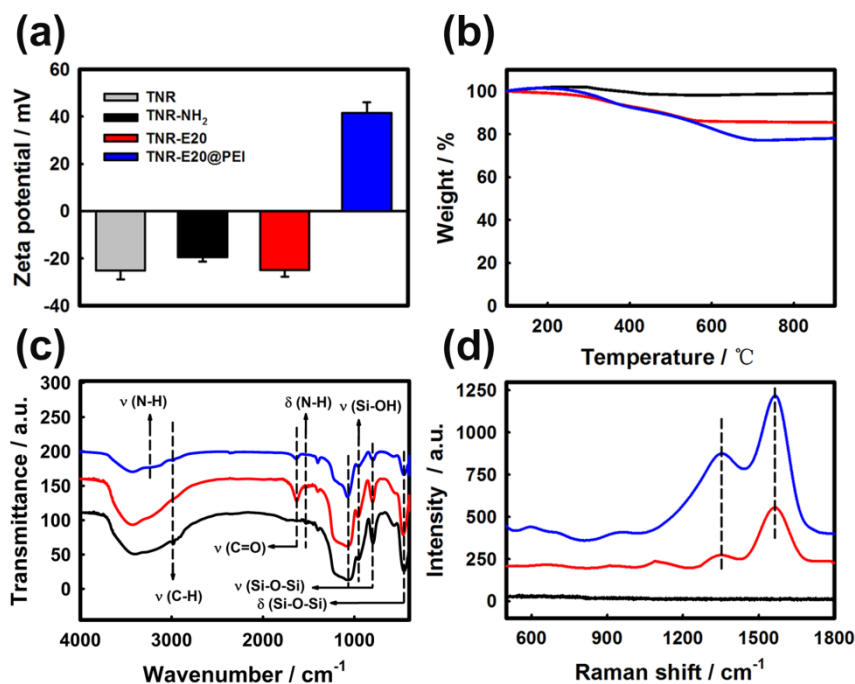 (a)
Zeta potential / mV
60
40
20
0
-20
-40
TNR
TNR-NH₂
TNR-E20
TNR-E20@PEI
(b)
Weight / %
100
80
60
40
20
0
200
400
600
800
Temperature / ℃
(c)
Transmittance / a.u.
300
250
200
150
100
50
0
ν (N-H)
δ (N-H)
ν (Si-OH)
ν (C=O)
ν (C-H)
ν (Si-O-Si)
δ (Si-O-Si)
4000
3000
2000
1000
Wavenumber / cm⁻¹
(d)
Intensity / a.u.
1250
1000
750
500
250
0
600
900
1200
1500
1800
Raman shift / cm⁻¹